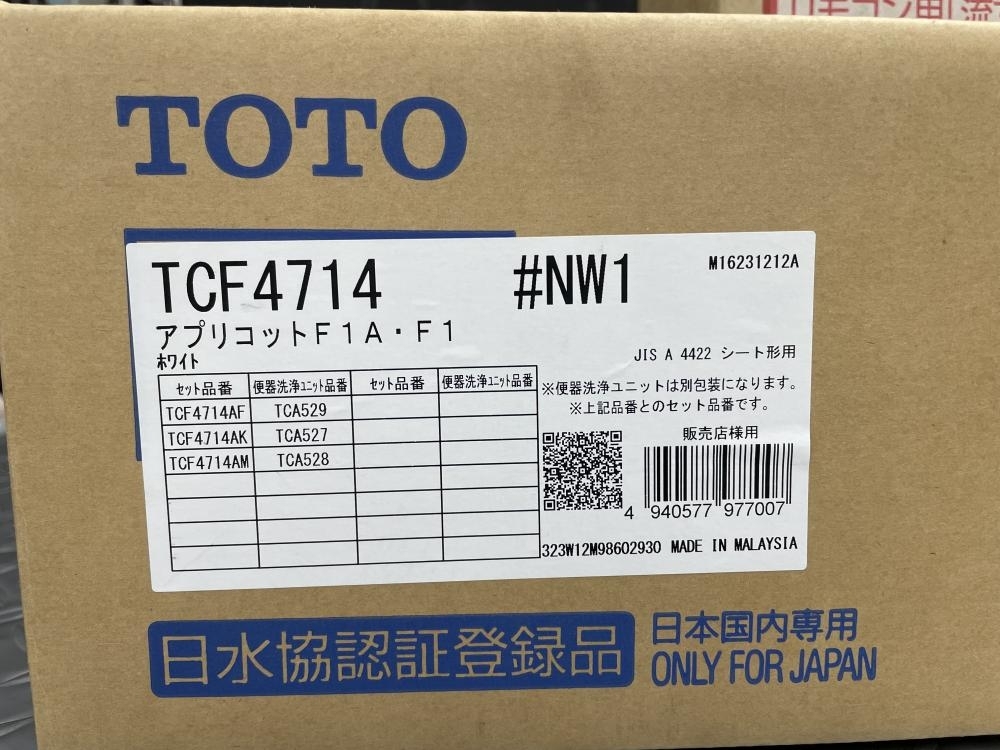 リモコン用 流
TOTO
TCF4714 #NW1 M16231212A
アプリコットF1A・F1
ホワイト
JIS A 4422 シート形用
セット品番 便器洗浄ユニット品番 セット品番 便器洗浄ユニット品番
TCF4714AF TCA529
TCF4714AK TCA527
TCF4714AM TCA528
※便器洗浄ユニットは別包装になります。
※上記品番とのセット品番です。
販売店様用
4 940577 977007
323W12M98602930 MADE IN MALAYSIA
日水協認証登録品
日本国内専用
ONLY FOR JAPAN